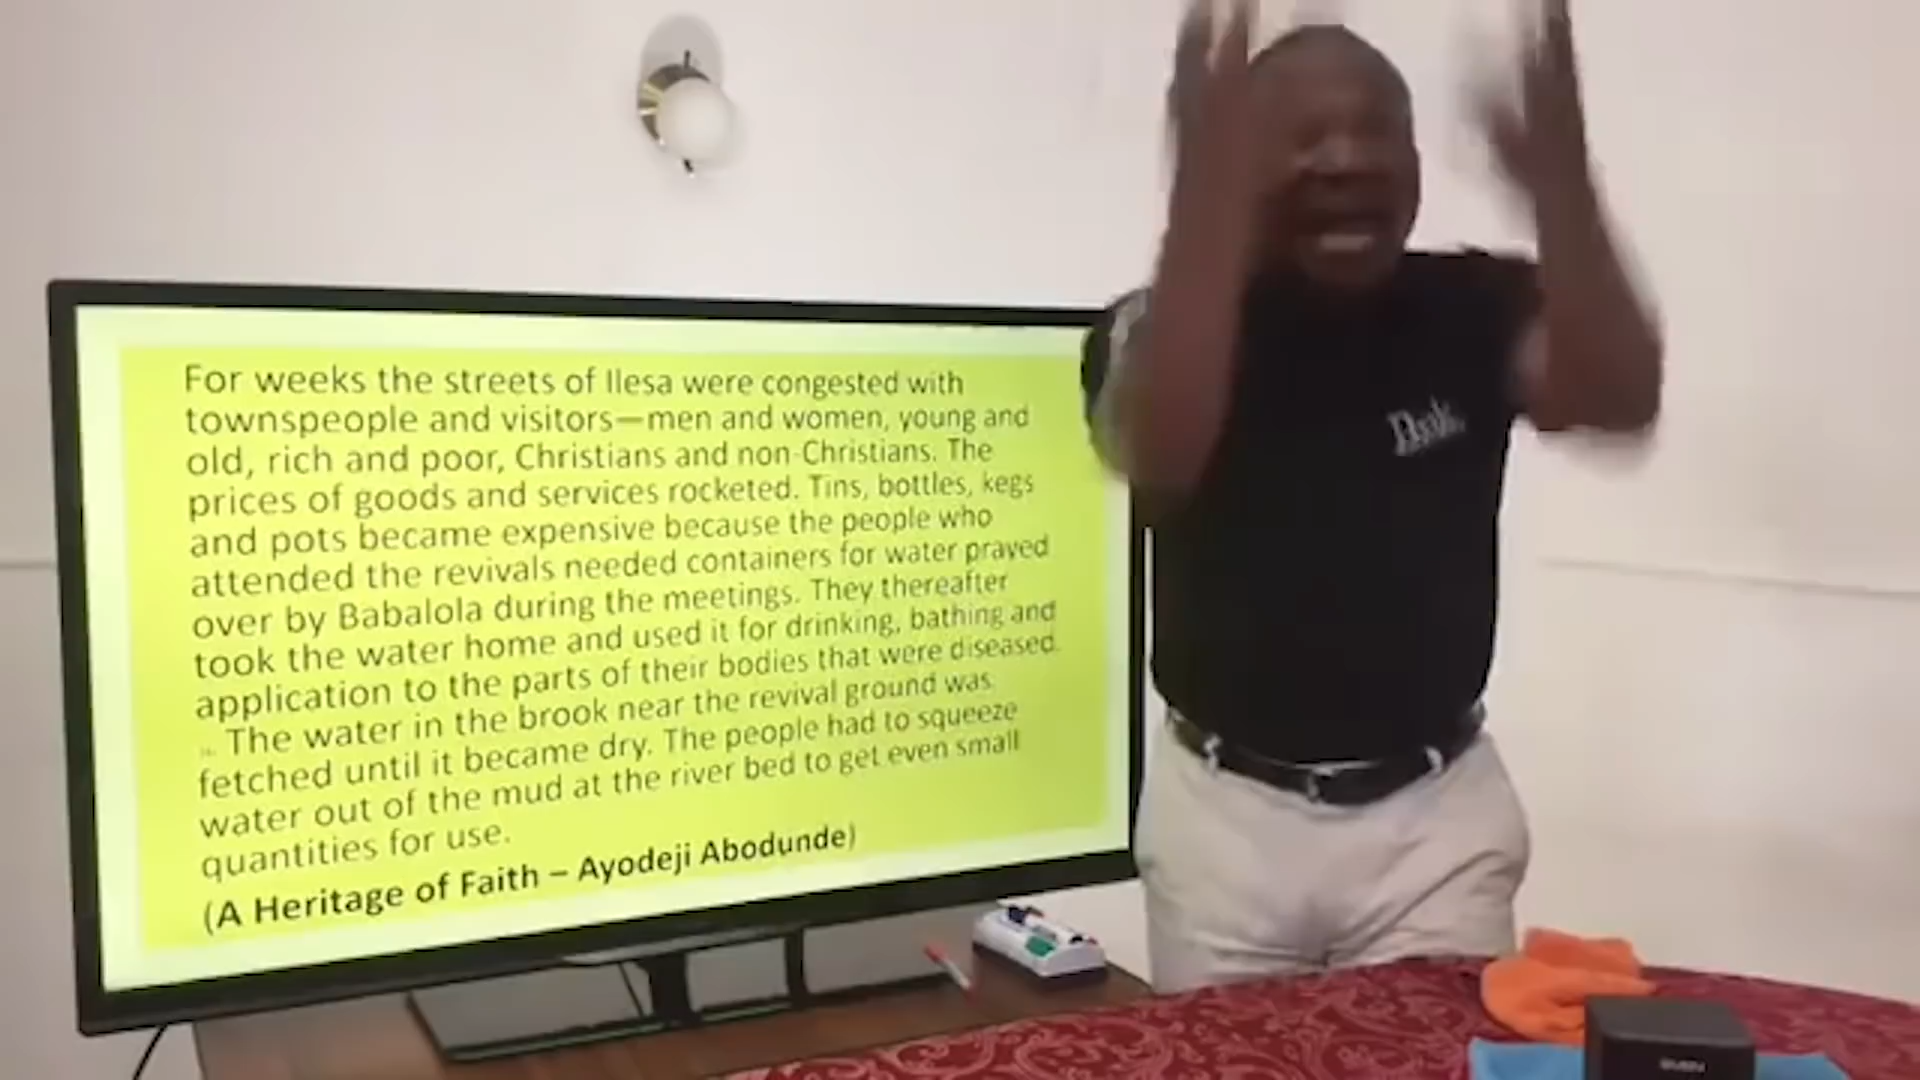 For weeks the streets of Ilesa were congested with
townspeople and visitors—men and women, young and
old, rich and poor, Christians and non-Christians. The
prices of goods and services rocketed. Tins, bottles, kegs
and pots became expensive because the people who
attended the revivals needed containers for water prayed
over by Babalola during the meetings. They thereafter
took the water home and used it for drinking, bathing and
application to the parts of their bodies that were diseased.
The water in the brook near the revival ground was
fetched until it became dry. The people had to squeeze
water out of the mud at the river bed to get even small
quantities for use.
(A Heritage of Faith – Ayodeji Abodunde)